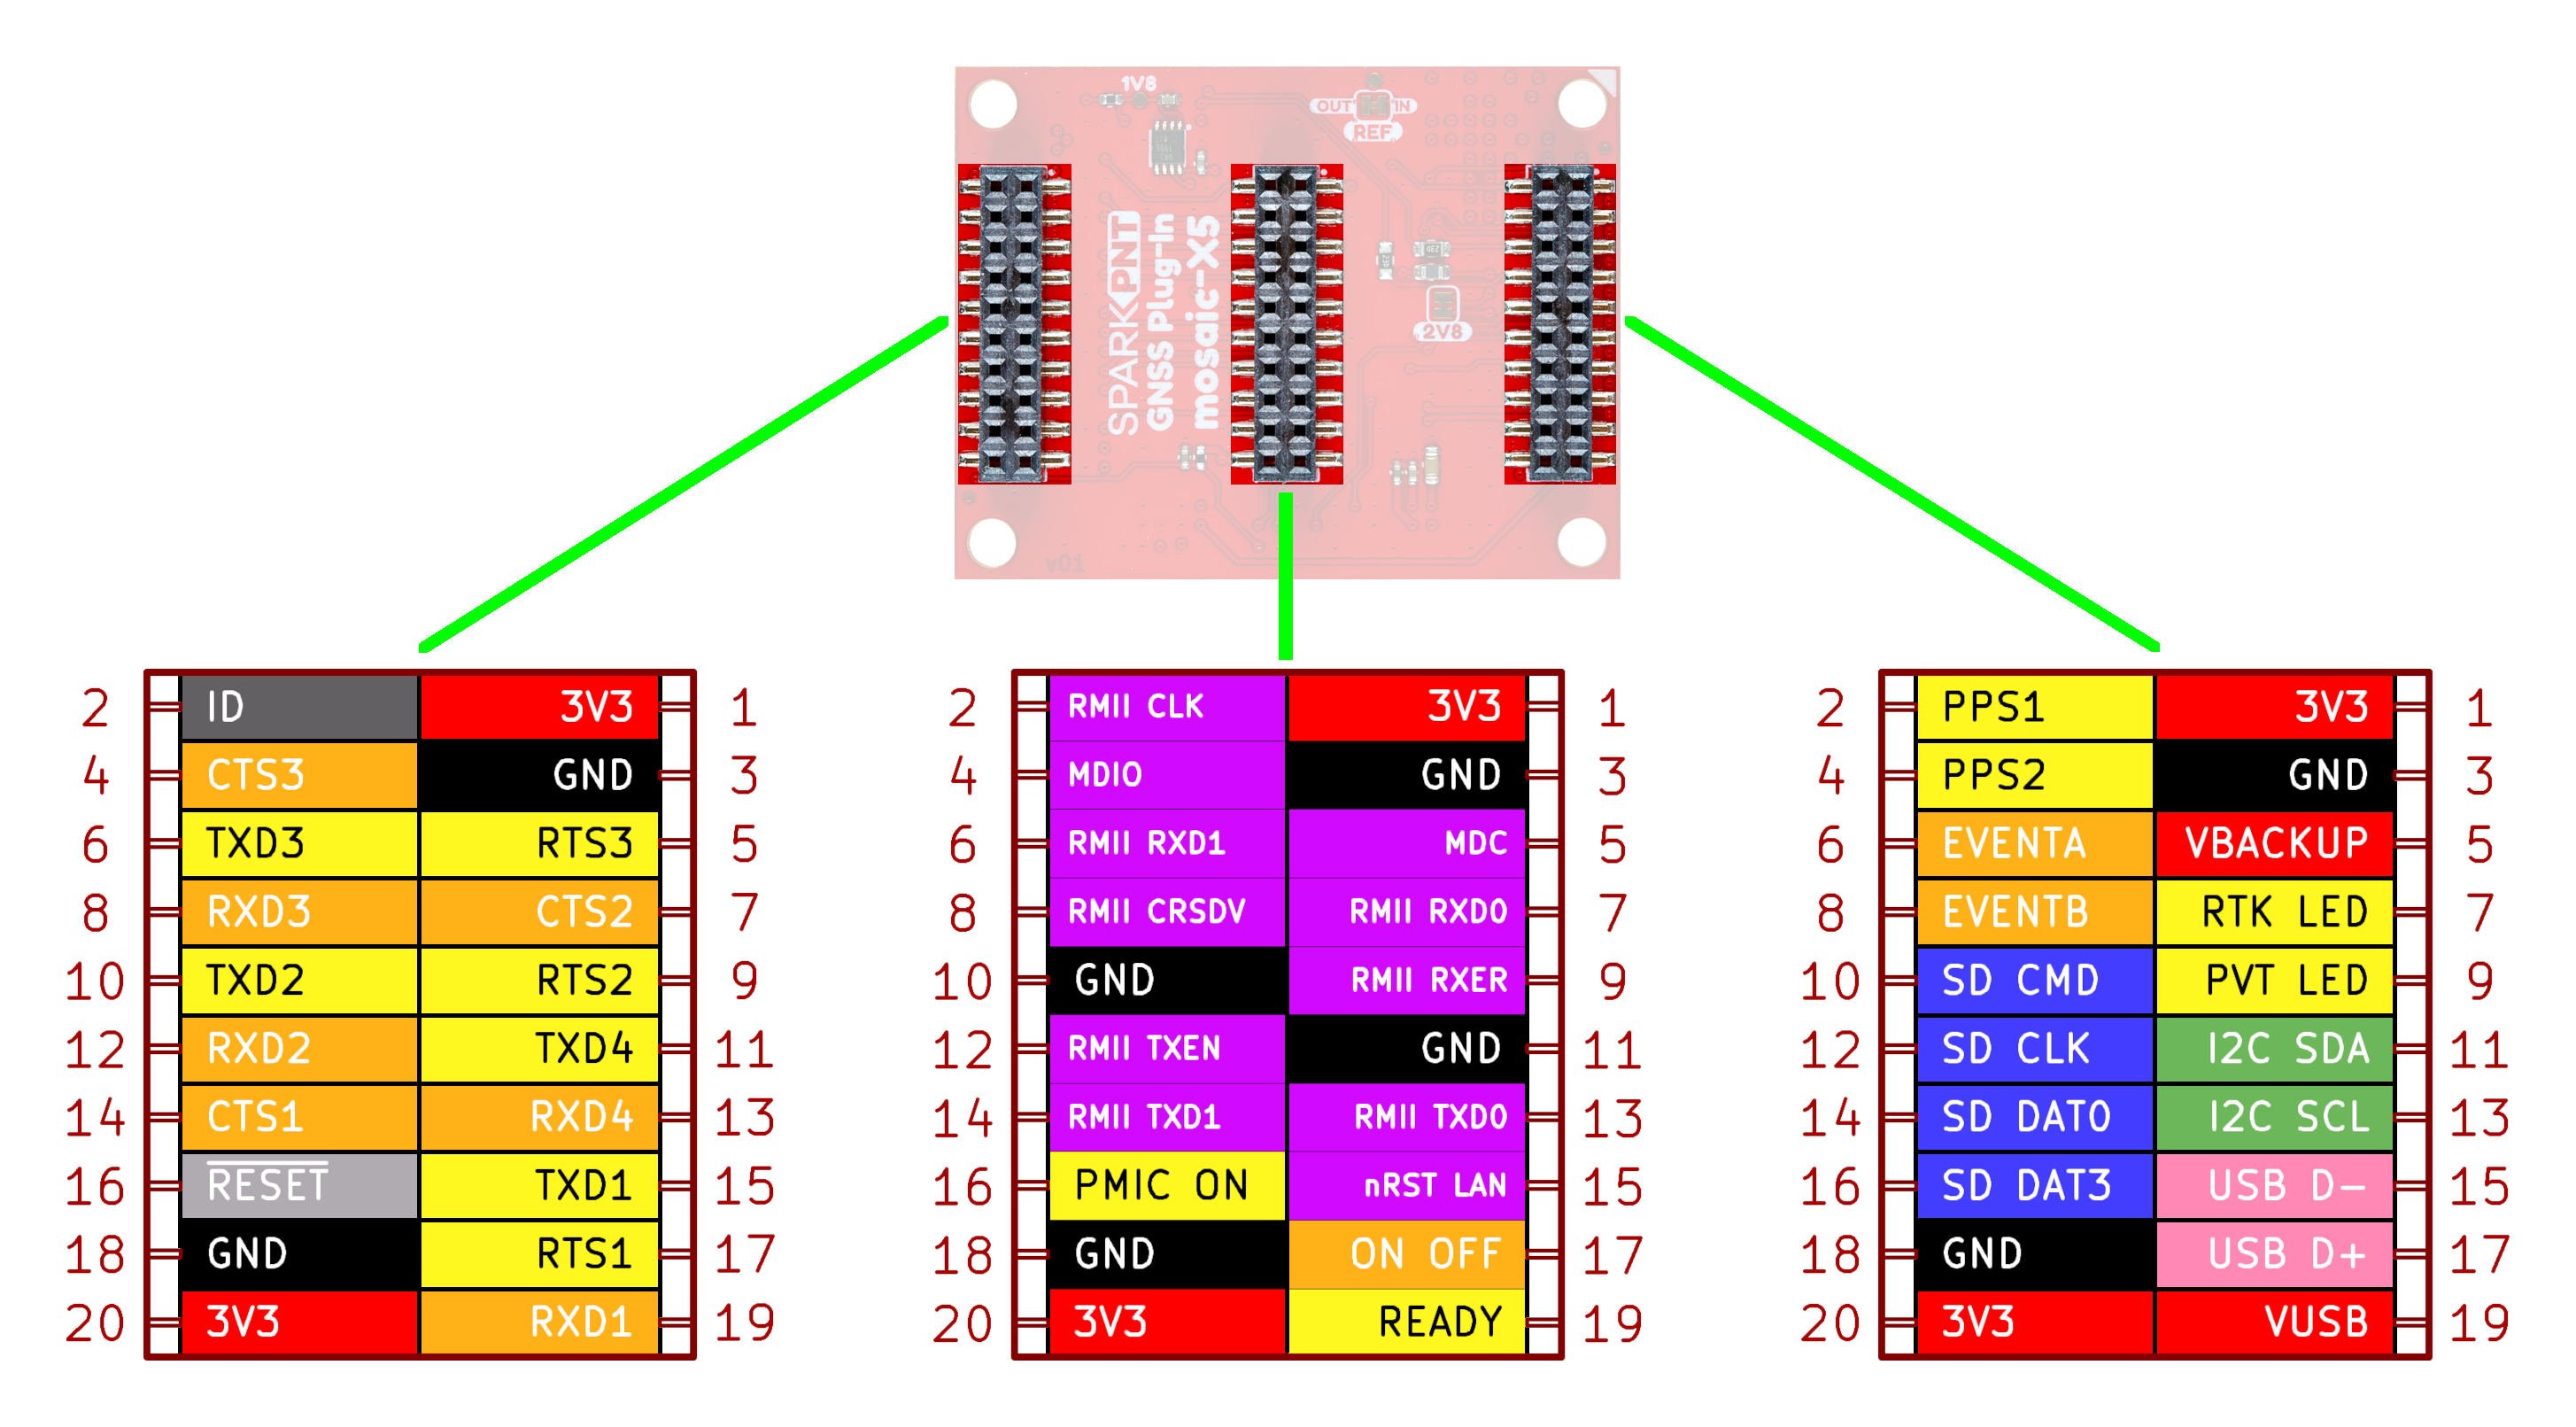 1V8
OUT IN
REF
SPARK PNT
GNSS Plug-In
mosaic-X5
2V8
v01
2 ID 3V3 1
4 CTS3 GND 3
6 TXD3 RTS3 5
8 RXD3 CTS2 7
10 TXD2 RTS2 9
12 RXD2 TXD4 11
14 CTS1 RXD4 13
16 RESET TXD1 15
18 GND RTS1 17
20 3V3 RXD1 19
2 RMII CLK 3V3 1
4 MDIO GND 3
6 RMII RXD1 MDC 5
8 RMII CRSDV RMII RXD0 7
10 GND RMII RXER 9
12 RMII TXEN GND 11
14 RMII TXD1 RMII TXD0 13
16 PMIC ON nRST LAN 15
18 GND ON OFF 17
20 3V3 READY 19
2 PPS1 3V3 1
4 PPS2 GND 3
6 EVENTA VBACKUP 5
8 EVENTB RTK LED 7
10 SD CMD PVT LED 9
12 SD CLK I2C SDA 11
14 SD DAT0 I2C SCL 13
16 SD DAT3 USB D- 15
18 GND USB D+ 17
20 3V3 VUSB 19